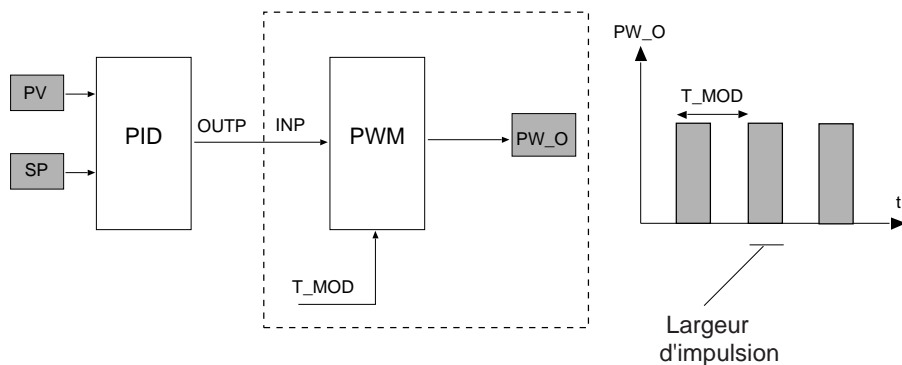 PV
SP
PID
OUTP
INP
PWM
PW_O
T_MOD
PW_O
T_MOD
t
Largeur
d'impulsion